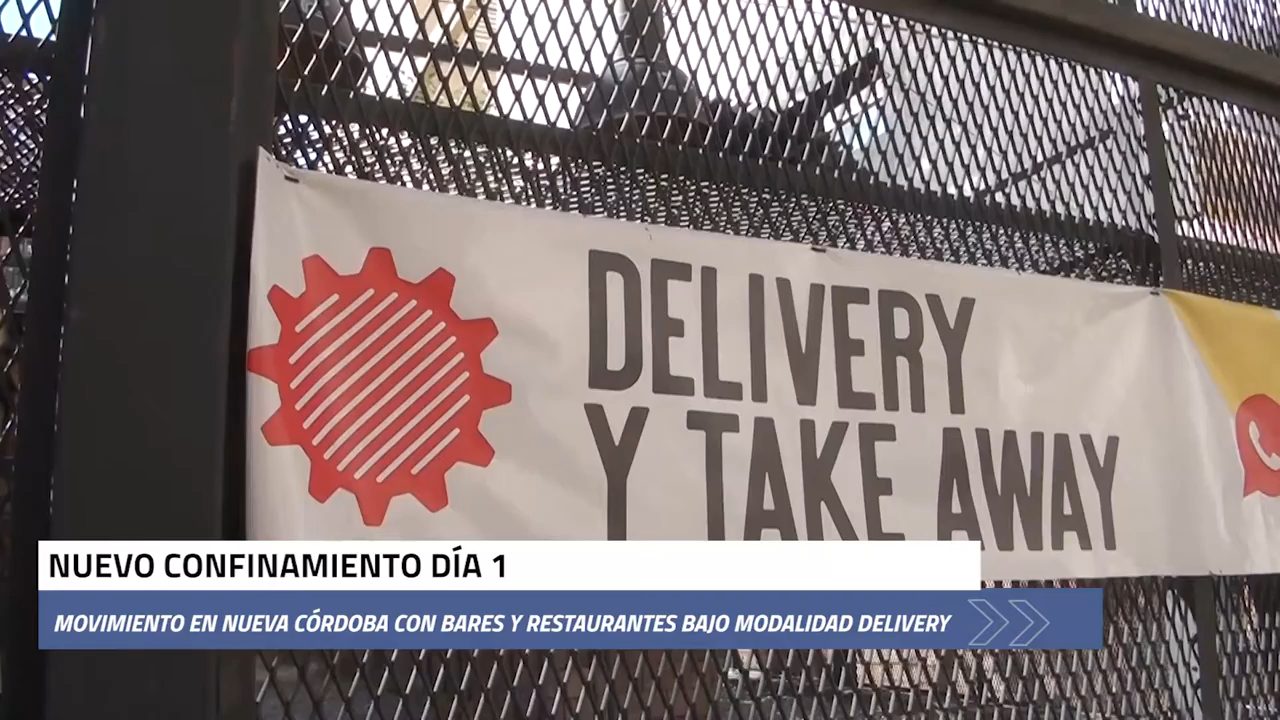 DELIVERY
Y TAKE AWAY
NUEVO CONFINAMIENTO DÍA 1
MOVIMIENTO EN NUEVA CÓRDOBA CON BARES Y RESTAURANTES BAJO MODALIDAD DELIVERY